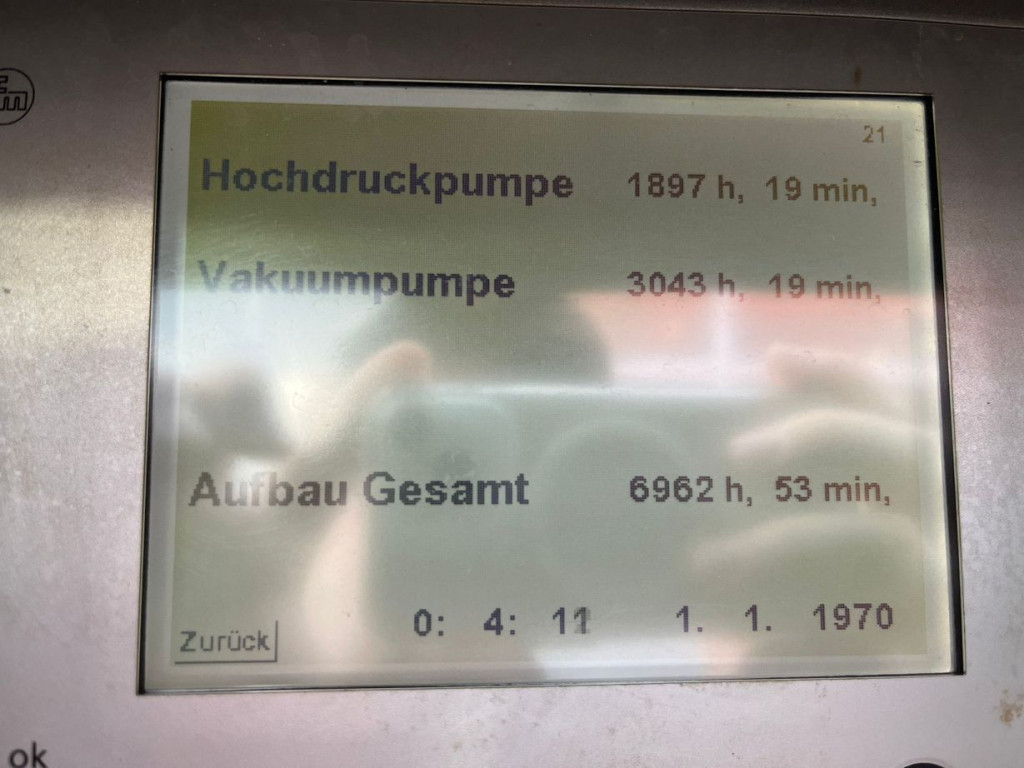 21
Hochdruckpumpe 1897 h, 19 min,
Vakuumpumpe 3043 h, 19 min,
Aufbau Gesamt 6962 h, 53 min,
0: 4: 11 1. 1. 1970
Zurück
ok